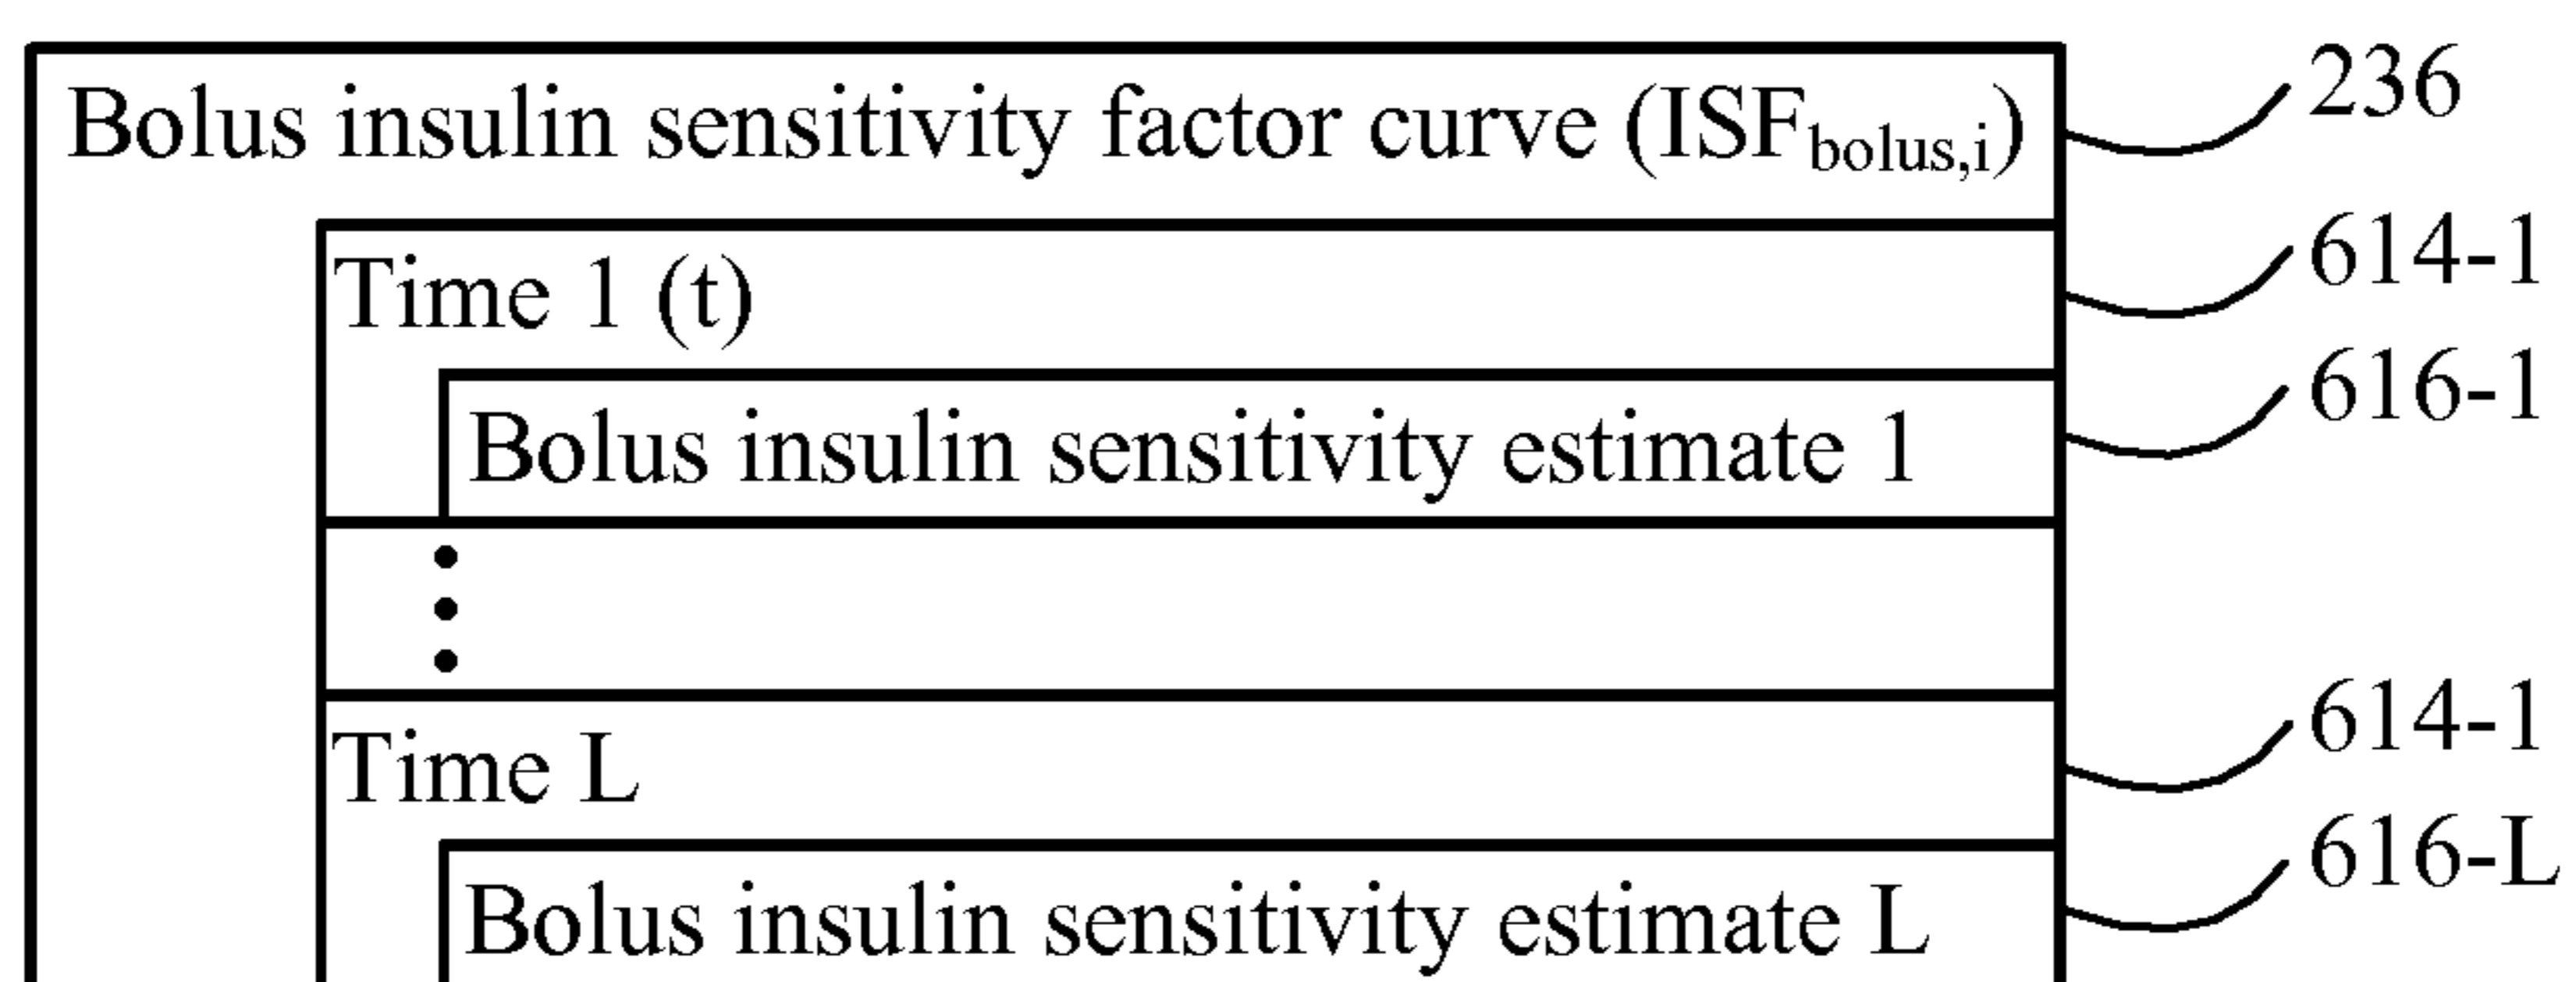 Bolus insulin sensitivity factor curve (ISFbolus,i) 236
Time 1 (t) 614-1
Bolus insulin sensitivity estimate 1 616-1
Time L 614-1
Bolus insulin sensitivity estimate L 616-L